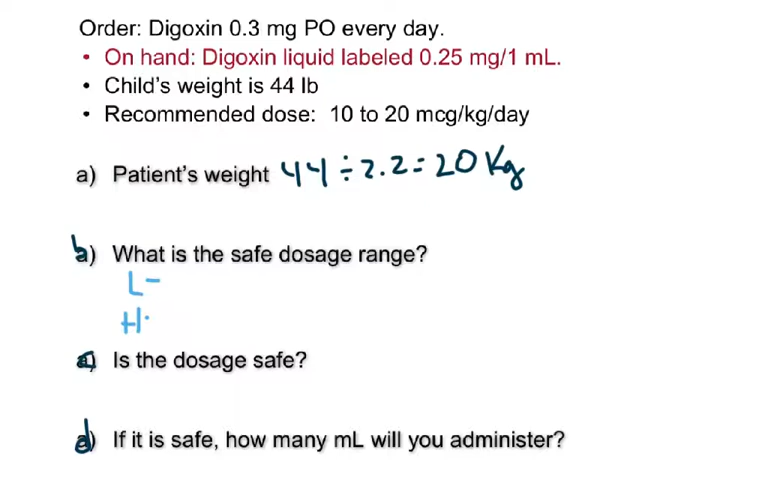 Order: Digoxin 0.3 mg PO every day.
• On hand: Digoxin liquid labeled 0.25 mg/1 mL.
• Child's weight is 44 lb
• Recommended dose: 10 to 20 mcg/kg/day
a) Patient's weight 44 ÷ 2.2 = 20 Kg
b) What is the safe dosage range?
L -
H ·
c) Is the dosage safe?
d) If it is safe, how many mL will you administer?